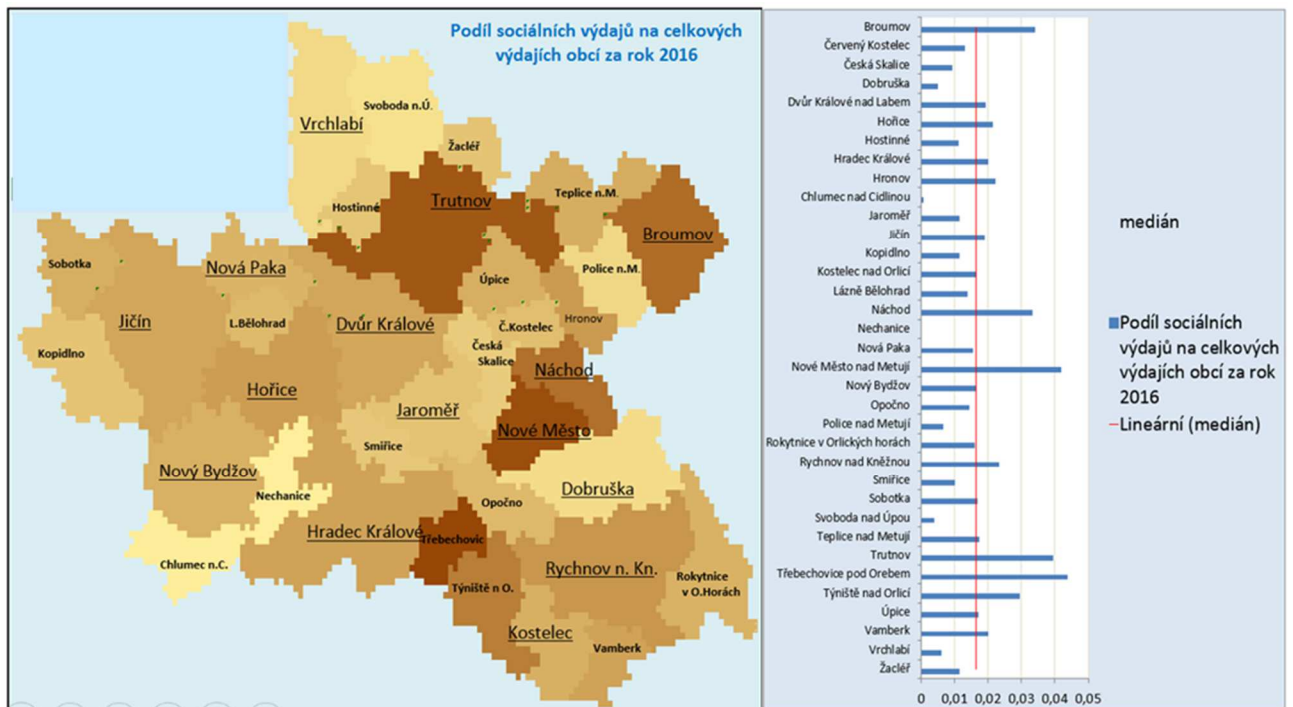 Podíl sociálních výdajů na celkových
výdajích obcí za rok 2016
Svoboda n.Ú.
Vrchlabí
Žacléř
Teplice n.M.
Hostinné
Trutnov
Broumov
Sobotka
Nová Paka
Police n.M.
Úpice
Jičín
L.Bělohrad
Dvůr Králové
Č.Kostelec
Hronov
Kopidlno
Česká
Skalice
Náchod
Hořice
Jaroměř
Nové Město
Smiřice
Nový Bydžov
Nechanice
Dobruška
Opočno
Hradec Králové
Třebechovic
Chlumec n.C.
Rychnov n. Kn.
Týniště n O.
Rokytnice
v O.Horách
Kostelec
Vamberk
Broumov
Červený Kostelec
Česká Skalice
Dobruška
Dvůr Králové nad Labem
Hořice
Hostinné
Hradec Králové
Hronov
Chlumec nad Cidlinou
Jaroměř
Jičín
Kopidlno
Kostelec nad Orlicí
Lázně Bělohrad
Náchod
Nechanice
Nová Paka
Nové Město nad Metují
Nový Bydžov
Opočno
Police nad Metují
Rokytnice v Orlických horách
Rychnov nad Kněžnou
Smiřice
Sobotka
Svoboda nad Úpou
Teplice nad Metují
Trutnov
Třebechovice pod Orebem
Týniště nad Orlicí
Úpice
Vamberk
Vrchlabí
Žacléř
0 0,01 0,02 0,03 0,04 0,05
medián
Podíl sociálních
výdajů na celkových
výdajích obcí za rok
2016
Lineární (medián)